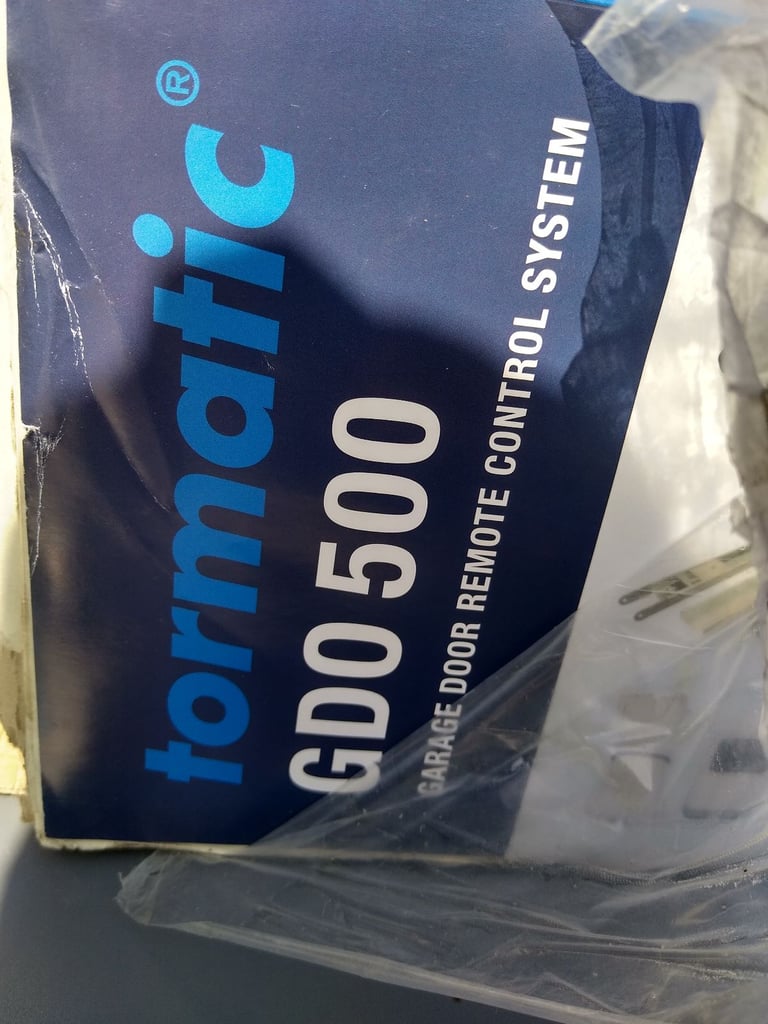 tormatic®
GDO 500
GARAGE DOOR REMOTE CONTROL SYSTEM